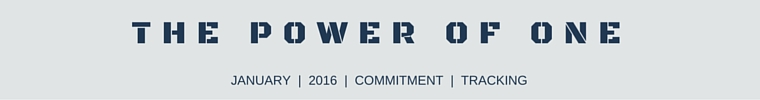 THE POWER OF ONE
JANUARY | 2016 | COMMITMENT | TRACKING